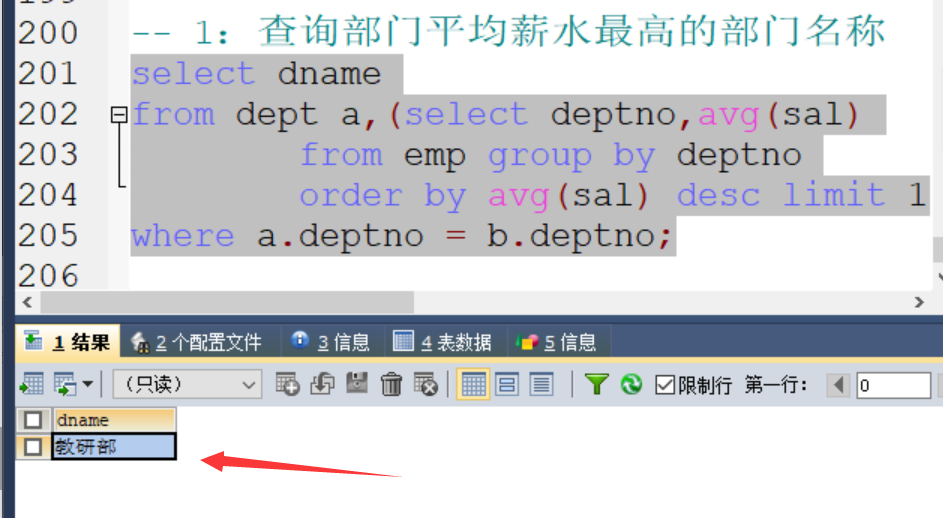 200 -- 1: 查询部门平均薪水最高的部门名称
201 select dname
202 from dept a,(select deptno,avg(sal)
203 from emp group by deptno
204 order by avg(sal) desc limit 1
205 where a.deptno = b.deptno;
206
1 结果 2 个配置文件 3 信息 4 表数据 5 信息
（只读） 限制行 第一行: 0
dname
教研部